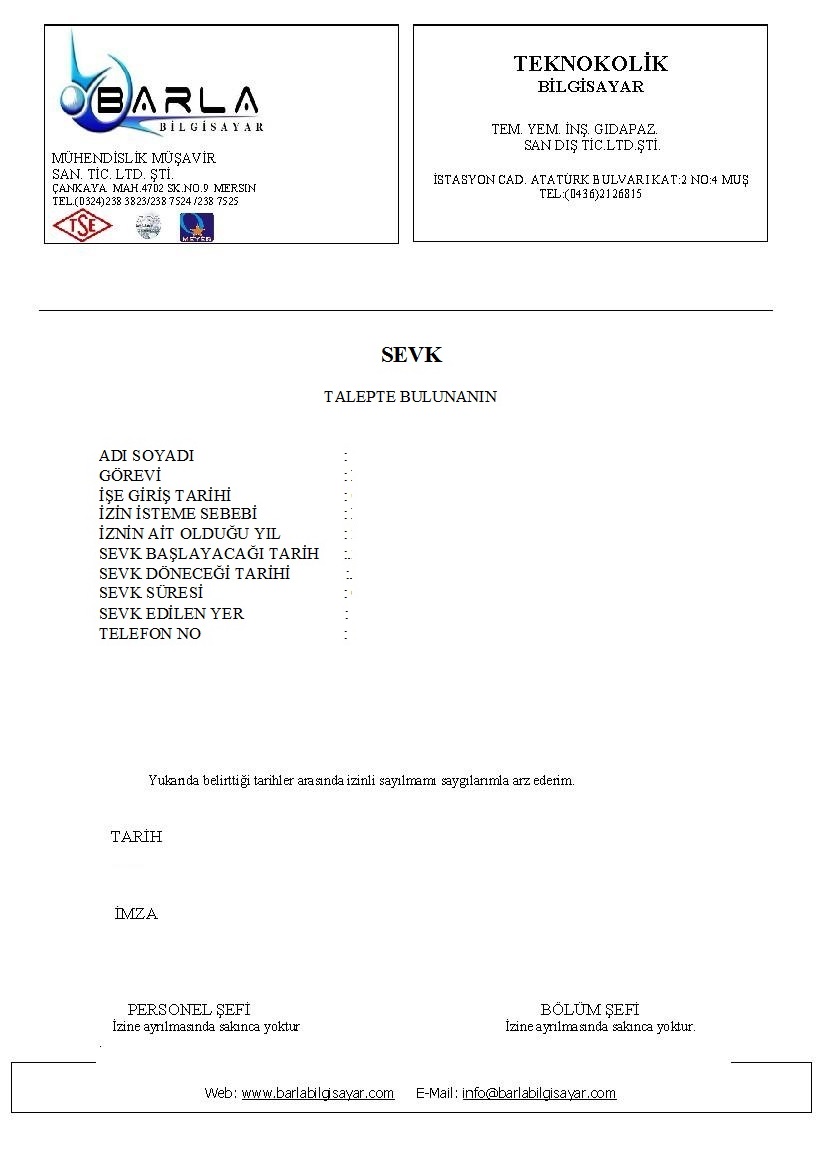 BARLA
BİLGİSAYAR
MÜHENDİSLİK MÜŞAVİR
SAN. TİC. LTD. ŞTİ.
ÇANKAYA MAH.4702 SK.NO.9 MERSIN
TEL.(0324)238 3823/238 7524 /238 7525
TSE
MEYER
TEKNOKOLİK
BİLGİSAYAR
TEM. YEM. İNŞ. GIDAPAZ.
SAN DIŞ TİC.LTD.ŞTİ.
İSTASYON CAD. ATATÜRK BULVARI KAT:2 NO:4 MUŞ
TEL:(0436)2126815
SEVK
TALEPTE BULUNANIN
ADI SOYADI :
GÖREVİ :
İŞE GİRİŞ TARİHİ :
İZİN İSTEME SEBEBİ :
İZNİN AİT OLDUĞU YIL :
SEVK BAŞLAYACAĞI TARİH :
SEVK DÖNECEĞİ TARİHİ :
SEVK SÜRESİ :
SEVK EDİLEN YER :
TELEFON NO :
Yukarıda belirttiği tarihler arasında izinli sayılmamı saygılarımla arz ederim.
TARİH
İMZA
PERSONEL ŞEFİ BÖLÜM ŞEFİ
İzine ayrılmasında sakınca yoktur İzine ayrılmasında sakınca yoktur.
.
Web: www.barlabilgisayar.com E-Mail: info@barlabilgisayar.com